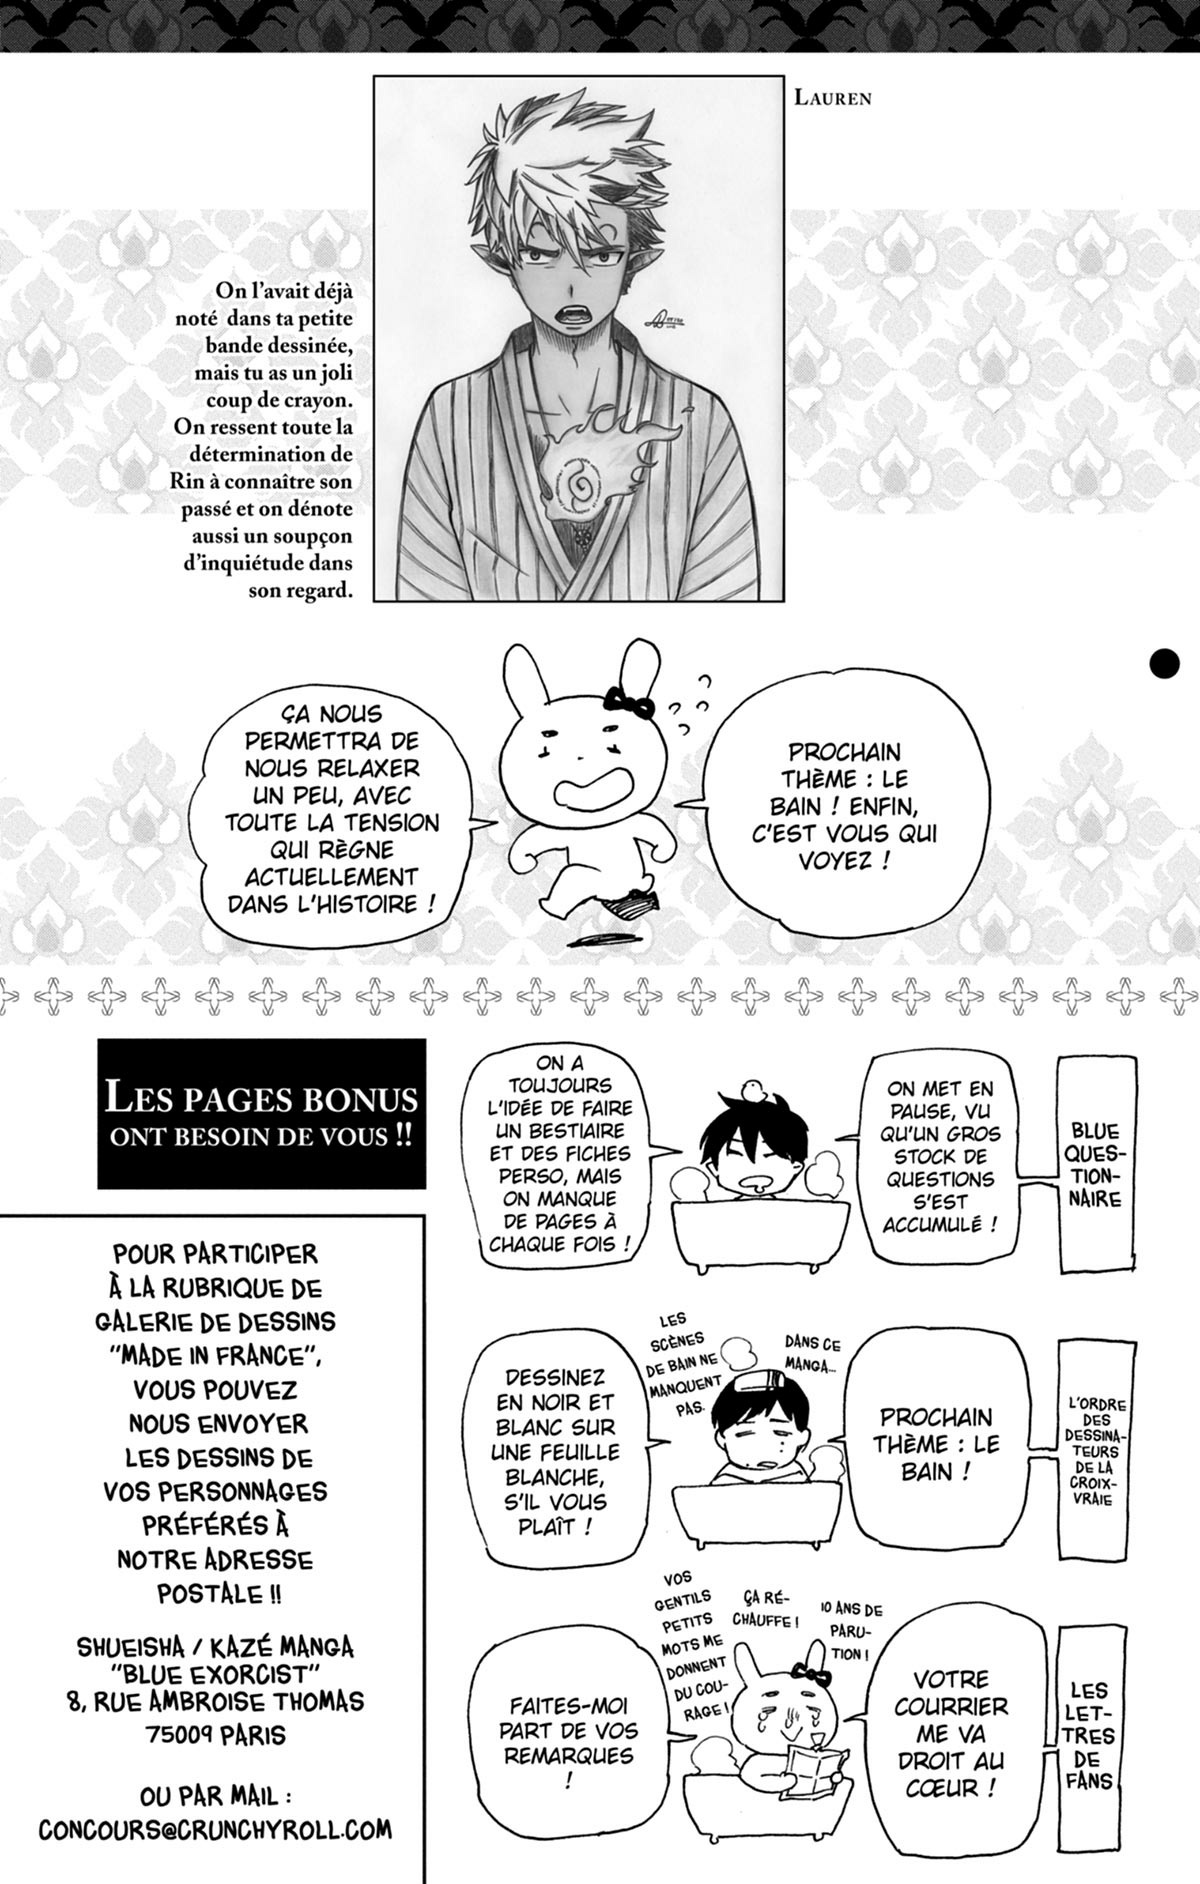 LAUREN
On l'avait déjà
noté dans ta petite
bande dessinée,
mais tu as un joli
coup de crayon.
On ressent toute la
détermination de
Rin à connaître son
passé et on dénote
aussi un soupçon
d'inquiétude dans
son regard.
PROCHAIN
THÈME : LE
BAIN ! ENFIN,
C'EST VOUS QUI
VOYEZ !
ÇA NOUS
PERMETTRA DE
NOUS RELAXER
UN PEU, AVEC
TOUTE LA TENSION
QUI RÈGNE
ACTUELLEMENT
DANS L'HISTOIRE !
BLUE
QUES-
TION-
NAIRE
ON MET EN
PAUSE, VU
QU'UN GROS
STOCK DE
QUESTIONS
S'EST
ACCUMULÉ !
ON A
TOUJOURS
L'IDÉE DE FAIRE
UN BESTIAIRE
ET DES FICHES
PERSO, MAIS
ON MANQUE
DE PAGES À
CHAQUE FOIS !
L'ORDRE
DES
DESSINA-
TEURS
DE LA
CROIX-
VRAIE
PROCHAIN
THÈME : LE
BAIN !
DANS CE
MANGA...
LES
SCÈNES
DE BAIN NE
MANQUENT
PAS.
DESSINEZ
EN NOIR ET
BLANC SUR
UNE FEUILLE
BLANCHE,
S'IL VOUS
PLAÎT !
LES
LET-
TRES
DE
FANS
VOTRE
COURRIER
ME VA
DROIT AU
CŒUR !
10 ANS DE
PARU-
TION !
ÇA RÉ-
CHAUFFE !
VOS
GENTILS
PETITS
MOTS ME
DONNENT
DU COU-
RAGE !
FAITES-MOI
PART DE VOS
REMARQUES
!
LES PAGES BONUS
ONT BESOIN DE VOUS !!
POUR PARTICIPER
À LA RUBRIQUE DE
GALERIE DE DESSINS
"MADE IN FRANCE",
VOUS POUVEZ
NOUS ENVOYER
LES DESSINS DE
VOS PERSONNAGES
PRÉFÉRÉS À
NOTRE ADRESSE
POSTALE !!
SHUEISHA / KAZÉ MANGA
"BLUE EXORCIST"
8, RUE AMBROISE THOMAS
75009 PARIS
OU PAR MAIL :
CONCOURS@CRUNCHYROLL.COM